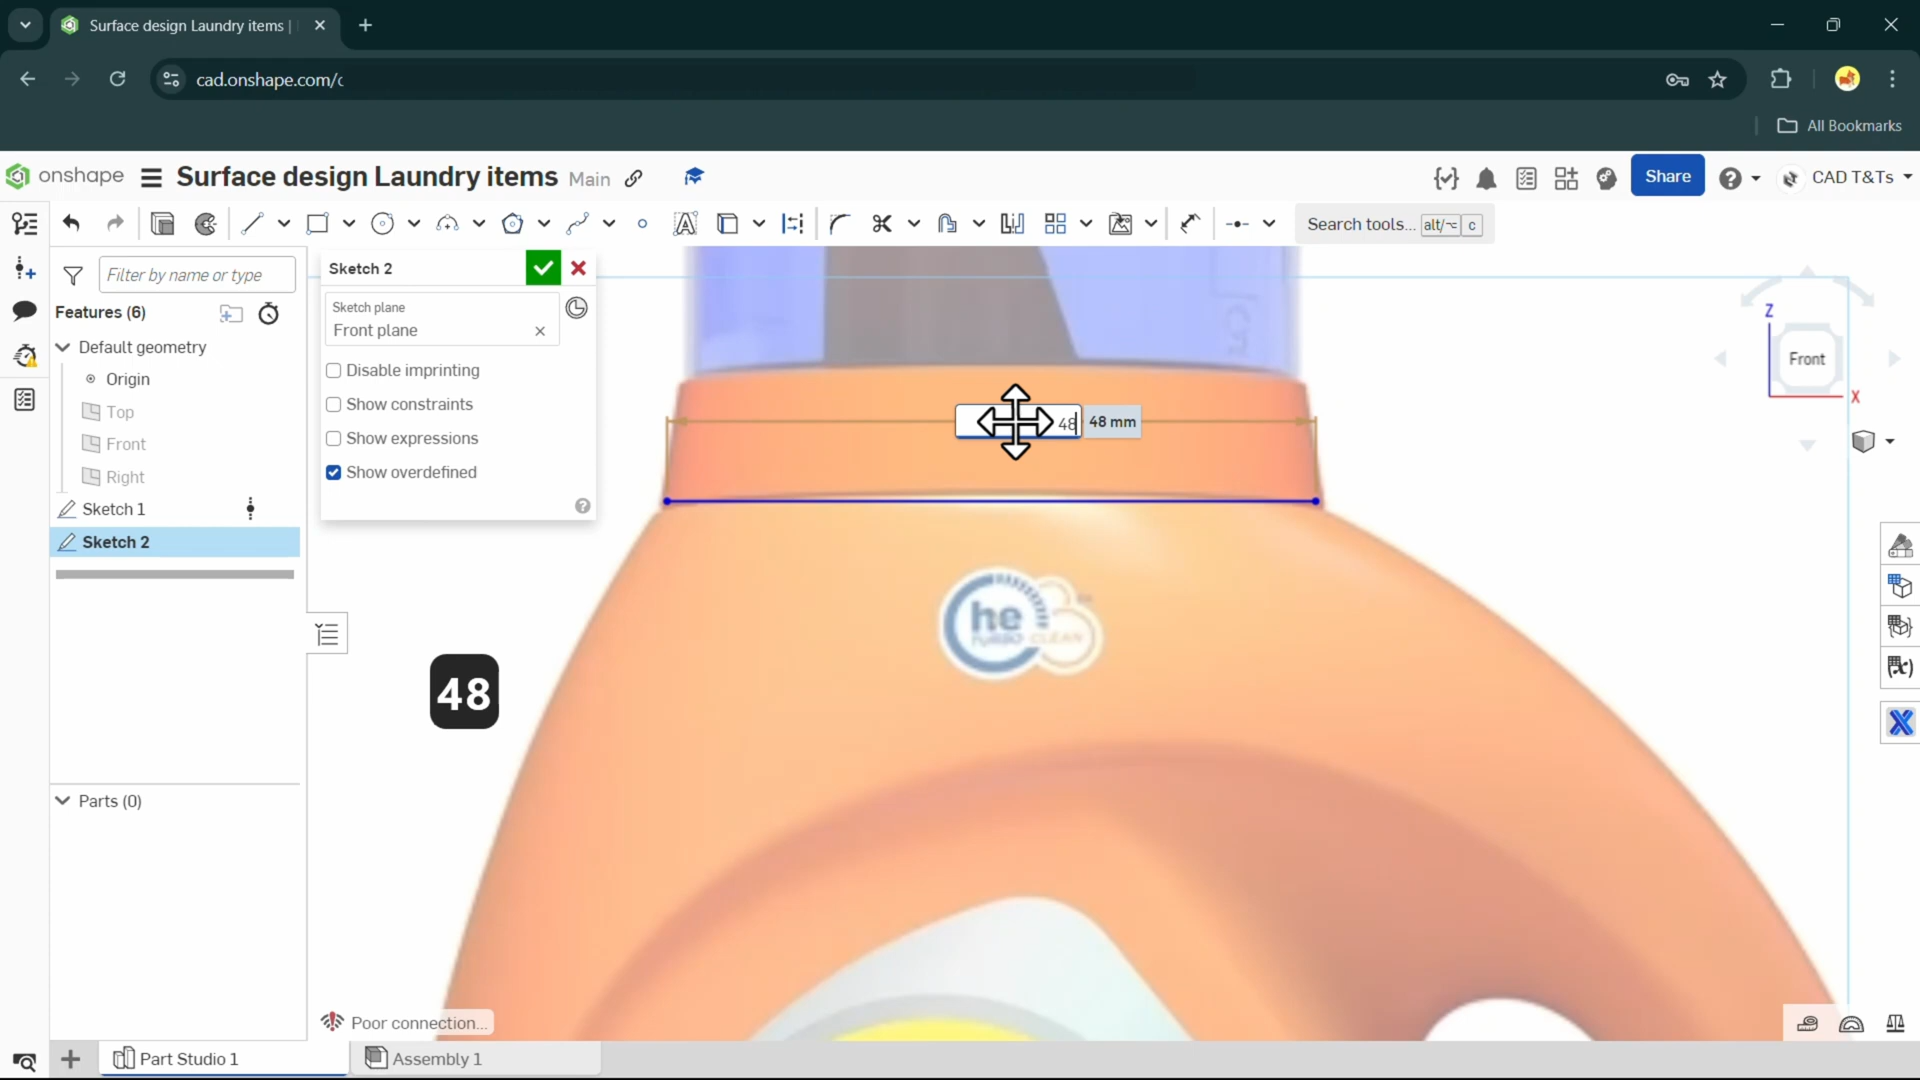 Surface design Laundry items |
cad.onshape.com/c
All Bookmarks
onshape
Surface design Laundry items
Main
Share
CAD T&Ts
Search tools...
alt/⌥
c
Filter by name or type
Features (6)
Default geometry
Origin
Top
Front
Right
Sketch 1
Sketch 2
Parts (0)
Sketch 2
Sketch plane
Front plane
Disable imprinting
Show constraints
Show expressions
Show overdefined
48
48 mm
Z
Front
X
he
TURBO CLEAN
48
Poor connection...
Part Studio 1
Assembly 1